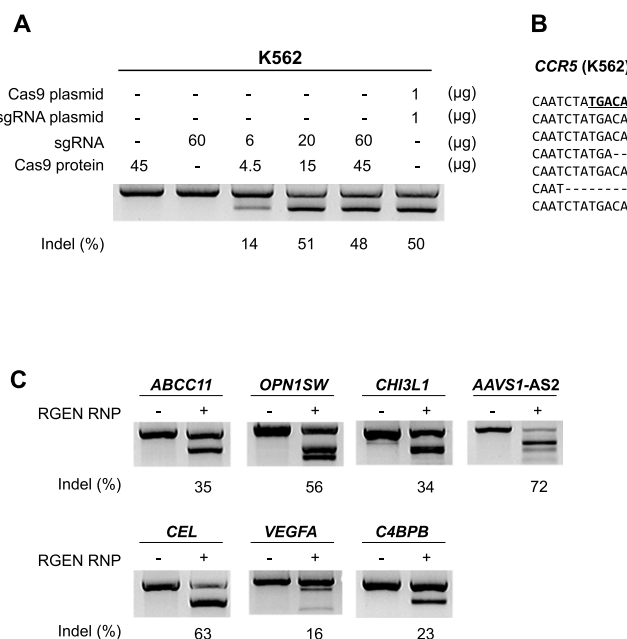 A
B
K562
CCR5 (K562)
Cas9 plasmid - - - - - 1 (µg)
sgRNA plasmid - - - - - 1 (µg)
sgRNA - 60 6 20 60 - (µg)
Cas9 protein 45 - 4.5 15 45 - (µg)
Indel (%) 14 51 48 50
CAATCTATGACA
CAATCTATGACA
CAATCTATGACA
CAATCTATGA--
CAATCTATGACA
CAAT--------
CAATCTATGACA
C
ABCC11 OPN1SW CHI3L1 AAVS1-AS2
RGEN RNP - + - + - + - +
Indel (%) 35 56 34 72
CEL VEGFA C4BPB
RGEN RNP - + - + - +
Indel (%) 63 16 23